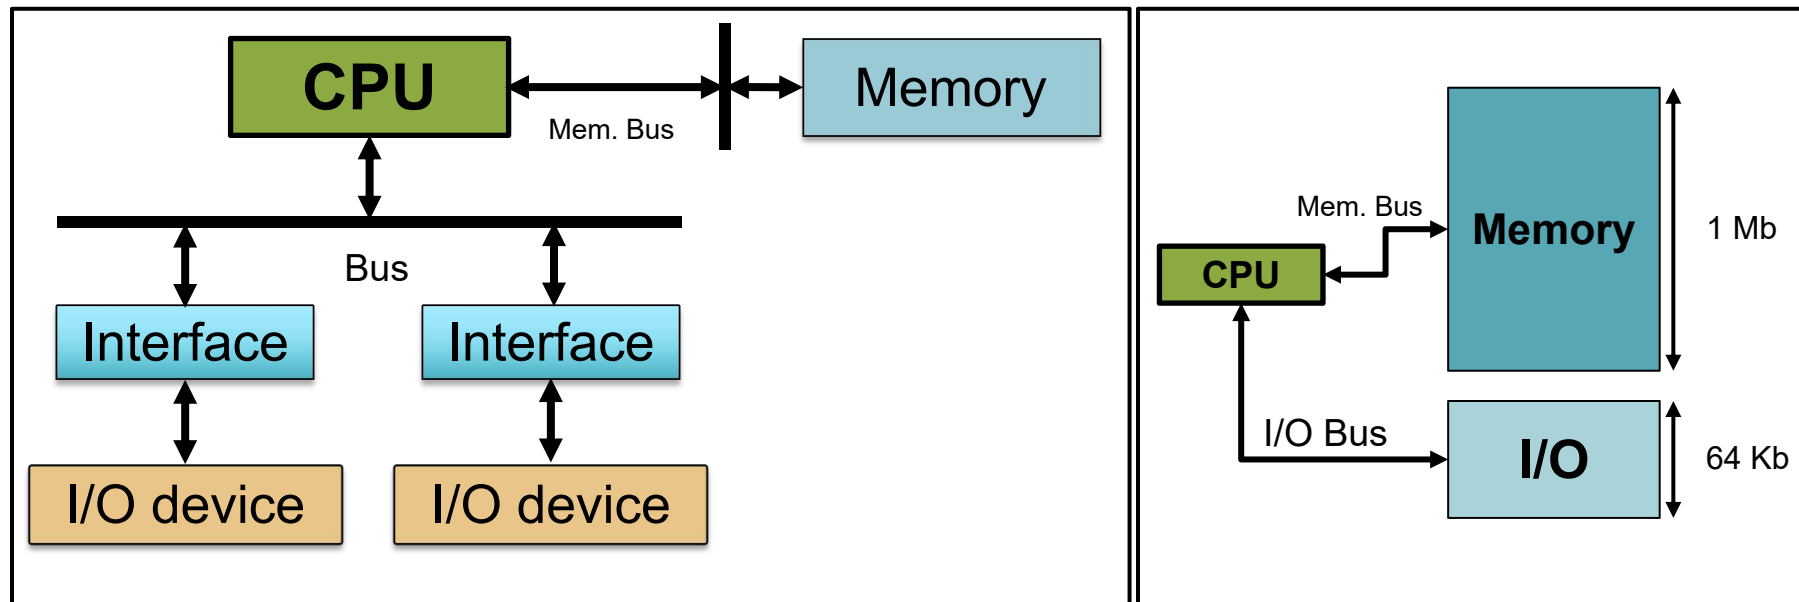 CPU
Mem. Bus
Memory
Bus
Interface
Interface
I/O device
I/O device
Mem. Bus
Memory
1 Mb
CPU
I/O Bus
I/O
64 Kb